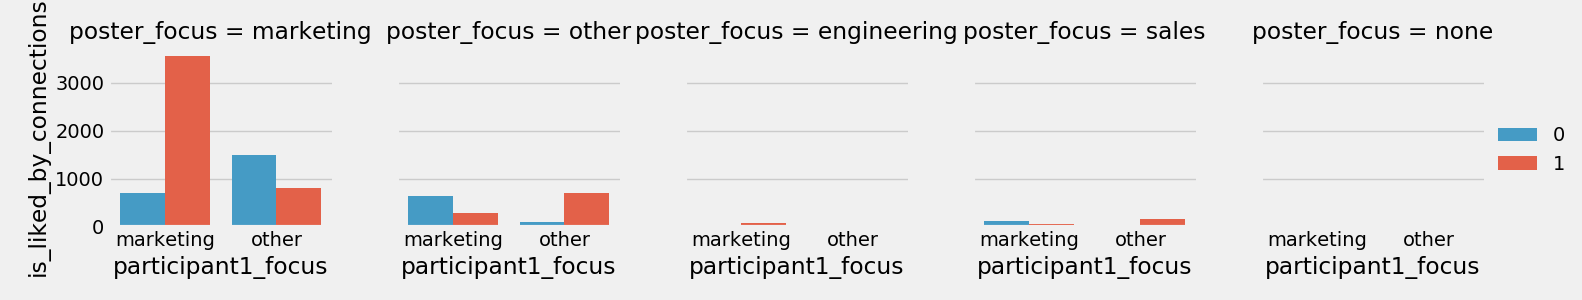 poster_focus = marketing
poster_focus = other
poster_focus = engineering
poster_focus = sales
poster_focus = none
is_liked_by_connections
3000
2000
1000
0
marketing other
participant1_focus
marketing other
participant1_focus
marketing other
participant1_focus
marketing other
participant1_focus
marketing other
participant1_focus
0
1